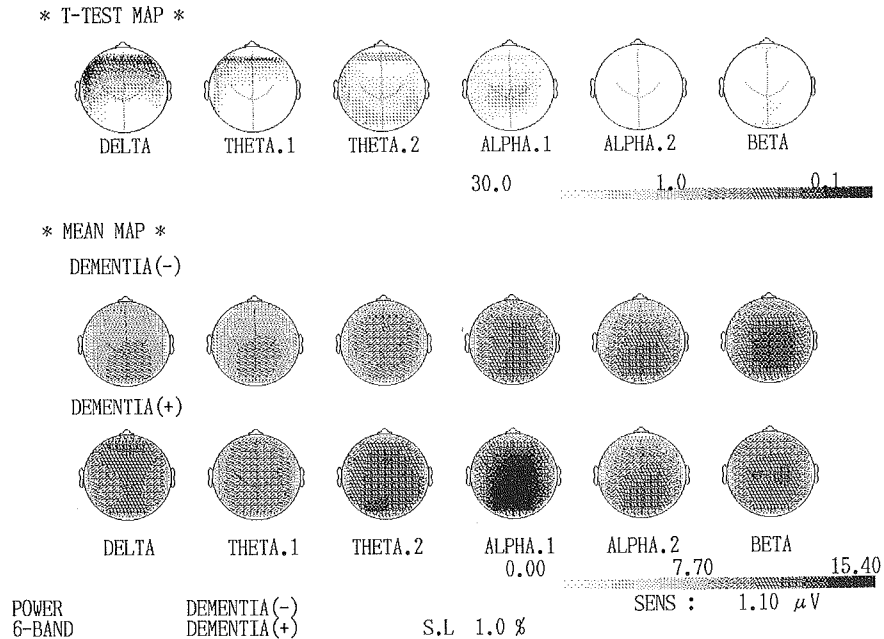 * T-TEST MAP *
DELTA THETA.1 THETA.2 ALPHA.1 ALPHA.2 BETA
30.0 1.0 0.1
* MEAN MAP *
DEMENTIA(-)
DEMENTIA(+)
DELTA THETA.1 THETA.2 ALPHA.1 ALPHA.2 BETA
0.00 7.70 15.40
SENS : 1.10 μV
POWER DEMENTIA(-)
6-BAND DEMENTIA(+) S.L 1.0 %